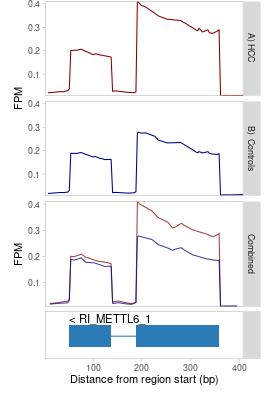 0.4
0.3
0.2
0.1
A) HCC
FPM
0.4
0.3
0.2
0.1
B) Controls
0.4
0.3
0.2
0.1
FPM
Combined
< RI_METTL6_1
100 200 300 400
Distance from region start (bp)